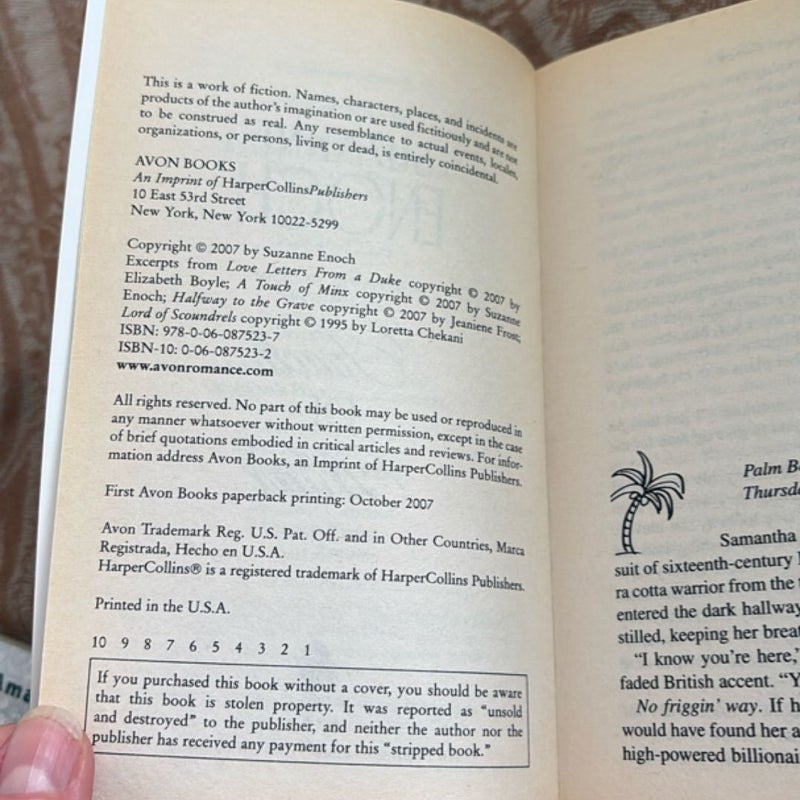 This is a work of fiction. Names, characters, places, and incidents are
products of the author's imagination or are used fictitiously and are not
to be construed as real. Any resemblance to actual events, locales,
organizations, or persons, living or dead, is entirely coincidental.
AVON BOOKS
An Imprint of HarperCollinsPublishers
10 East 53rd Street
New York, New York 10022-5299
Copyright © 2007 by Suzanne Enoch
Excerpts from Love Letters From a Duke copyright © 2007 by
Elizabeth Boyle; A Touch of Minx copyright © 2007 by Suzanne
Enoch; Halfway to the Grave copyright © 2007 by Jeaniene Frost;
Lord of Scoundrels copyright © 1995 by Loretta Chekani
ISBN: 978-0-06-087523-7
ISBN-10: 0-06-087523-2
www.avonromance.com
All rights reserved. No part of this book may be used or reproduced in
any manner whatsoever without written permission, except in the case
of brief quotations embodied in critical articles and reviews. For infor-
mation address Avon Books, an Imprint of HarperCollins Publishers.
First Avon Books paperback printing: October 2007
Avon Trademark Reg. U.S. Pat. Off. and in Other Countries, Marca
Registrada, Hecho en U.S.A.
HarperCollins® is a registered trademark of HarperCollins Publishers.
Printed in the U.S.A.
10 9 8 7 6 5 4 3 2 1
If you purchased this book without a cover, you should be aware
that this book is stolen property. It was reported as "unsold
and destroyed" to the publisher, and neither the author nor the
publisher has received any payment for this "stripped book."
Palm B
Thursd
Samantha
suit of sixteenth-century
ra cotta warrior from the
entered the dark hallway
stilled, keeping her brea
"I know you're here,
faded British accent. "Y
No friggin' way. If h
would have found her a
high-powered billionai